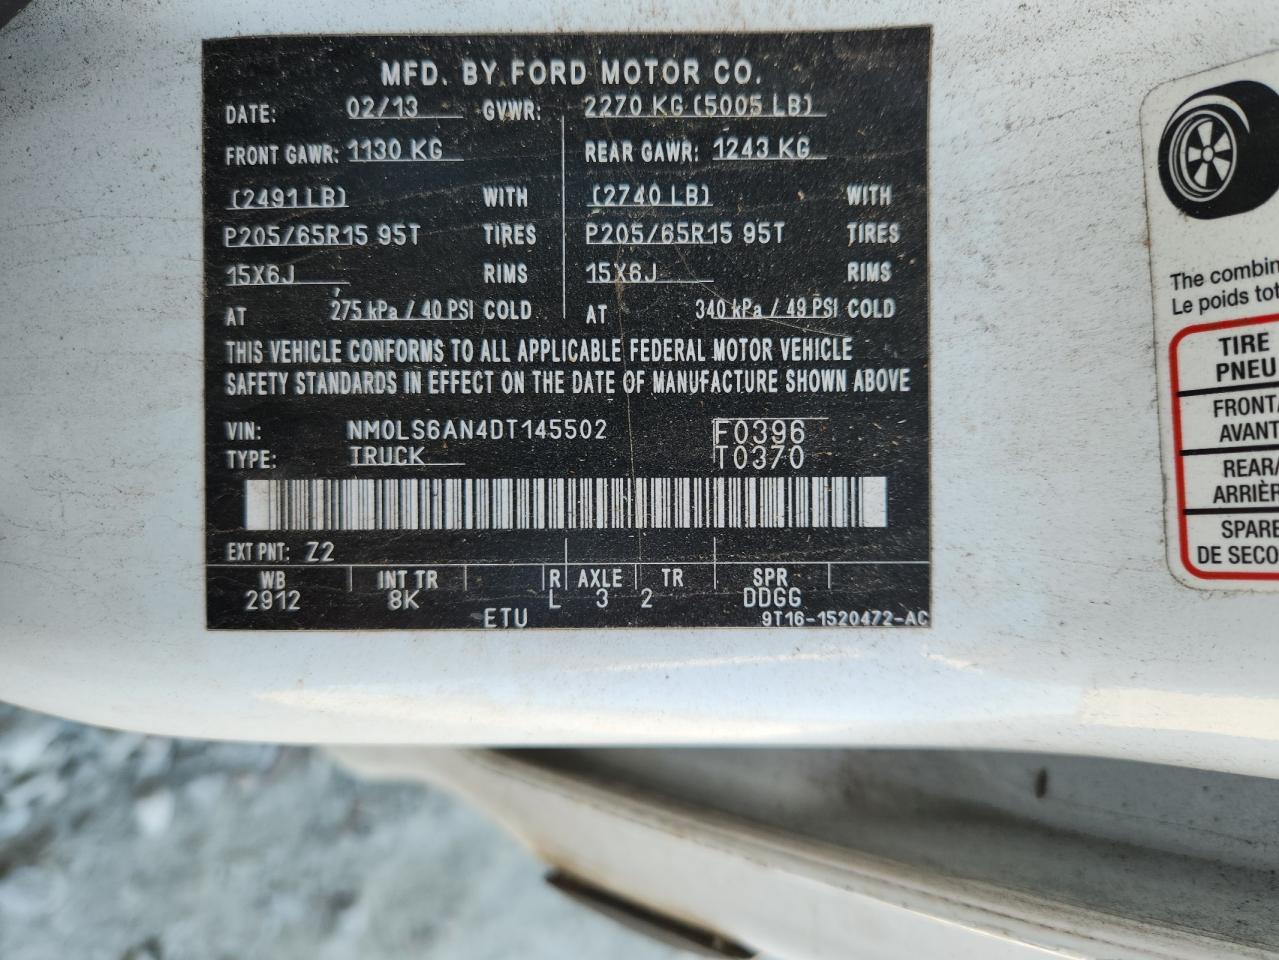 MFD. BY FORD MOTOR CO.
DATE: 02/13 GVWR: 2270 KG (5005 LB)
FRONT GAWR: 1130 KG REAR GAWR: 1243 KG
(2491 LB) WITH (2740 LB) WITH
P205/65R15 95T TIRES P205/65R15 95T TIRES
15X6J RIMS 15X6J RIMS
AT 275 kPa / 40 PSI COLD AT 340 kPa / 49 PSI COLD
THIS VEHICLE CONFORMS TO ALL APPLICABLE FEDERAL MOTOR VEHICLE
SAFETY STANDARDS IN EFFECT ON THE DATE OF MANUFACTURE SHOWN ABOVE
VIN: NM0LS6AN4DT145502 F0396
TYPE: TRUCK T0370
EXT PNT: Z2
WB INT TR R AXLE TR SPR
2912 8K L 3 2 DDGG
ETU 9T16-1520472-AC
The combin
Le poids tot
TIRE
PNEU
FRONT
AVANT
REAR/
ARRIÈR
SPARE
DE SECO